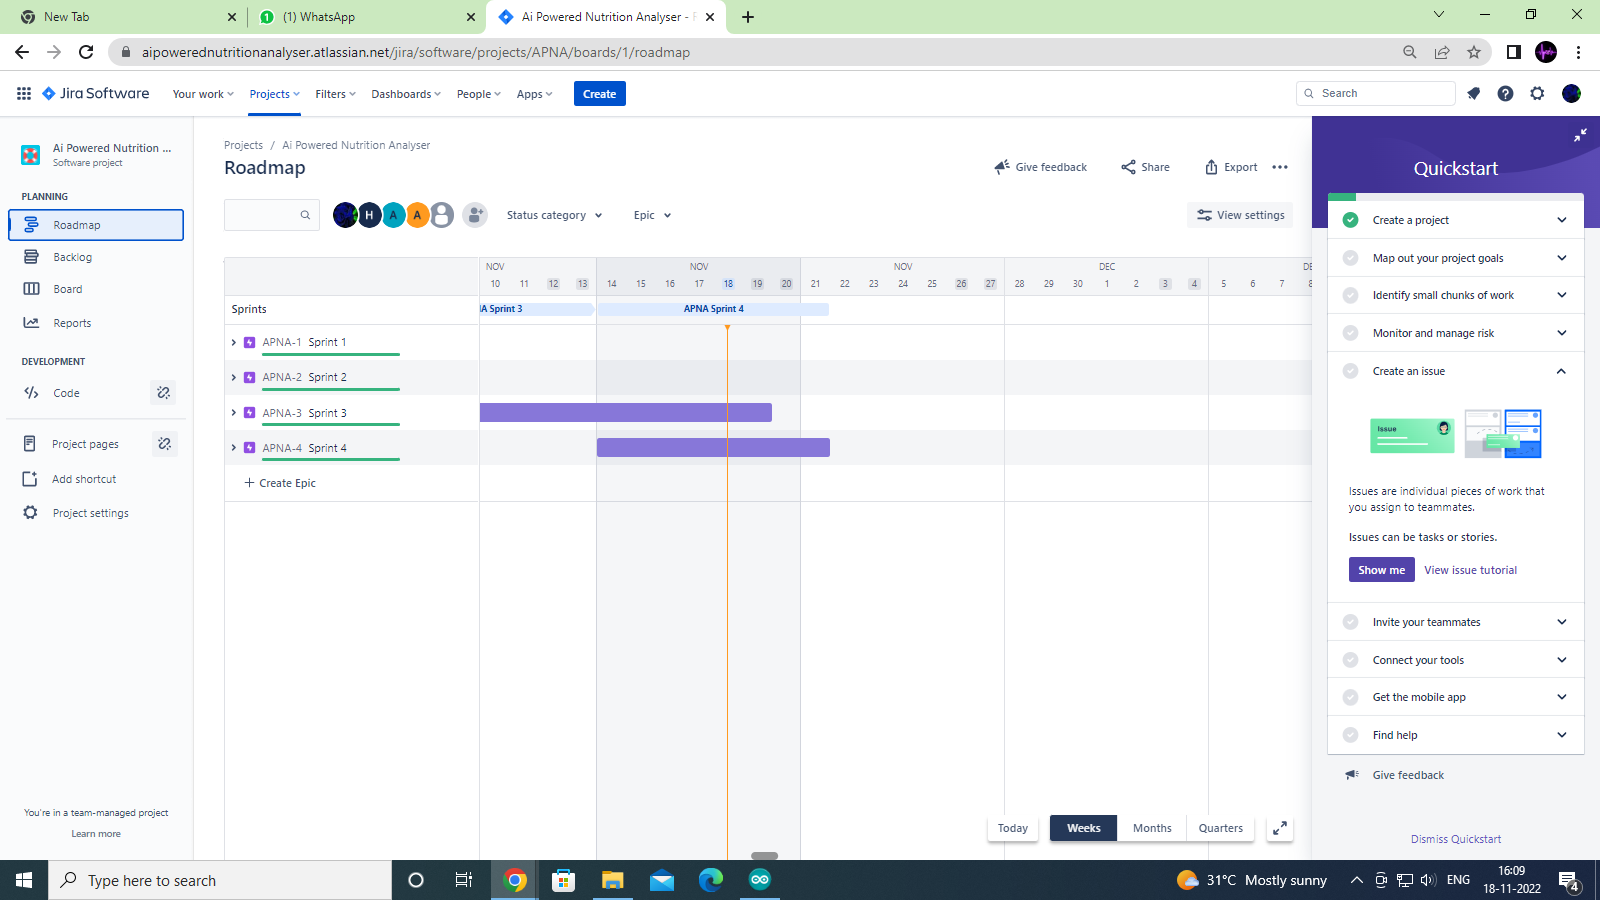 New Tab
(1) WhatsApp
Ai Powered Nutrition Analyser -
aipowerednutritionanalyser.atlassian.net/jira/software/projects/APNA/boards/1/roadmap
Jira Software
Your work
Projects
Filters
Dashboards
People
Apps
Create
Search
Ai Powered Nutrition ...
Software project
PLANNING
Roadmap
Backlog
Board
Reports
DEVELOPMENT
Code
Project pages
Add shortcut
Project settings
You're in a team-managed project
Learn more
Projects / Ai Powered Nutrition Analyser
Roadmap
Give feedback
Share
Export
H A A
Status category
Epic
View settings
NOV NOV NOV DEC DE
10 11 12 13 14 15 16 17 18 19 20 21 22 23 24 25 26 27 28 29 30 1 2 3 4 5 6 7 8
Sprints
A Sprint 3
APNA Sprint 4
APNA-1 Sprint 1
APNA-2 Sprint 2
APNA-3 Sprint 3
APNA-4 Sprint 4
+ Create Epic
Today
Weeks
Months
Quarters
Quickstart
Create a project
Map out your project goals
Identify small chunks of work
Monitor and manage risk
Create an issue
Issue
Issues are individual pieces of work that
you assign to teammates.
Issues can be tasks or stories.
Show me
View issue tutorial
Invite your teammates
Connect your tools
Get the mobile app
Find help
Give feedback
Dismiss Quickstart
Type here to search
31°C Mostly sunny
ENG
16:09
18-11-2022
4